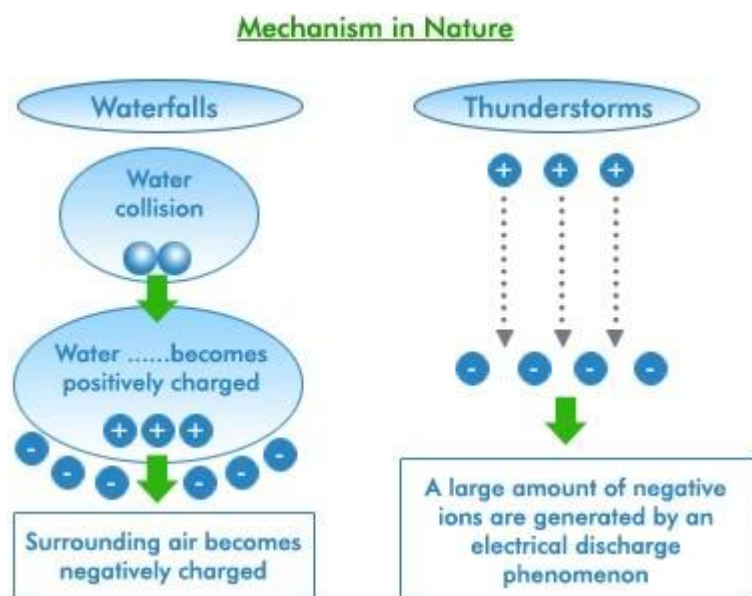 Mechanism in Nature
Waterfalls
Water
collision
Water ......becomes
positively charged
+ + +
- - - - - -
Surrounding air becomes
negatively charged
Thunderstorms
+ + +
- - - -
A large amount of negative
ions are generated by an
electrical discharge
phenomenon